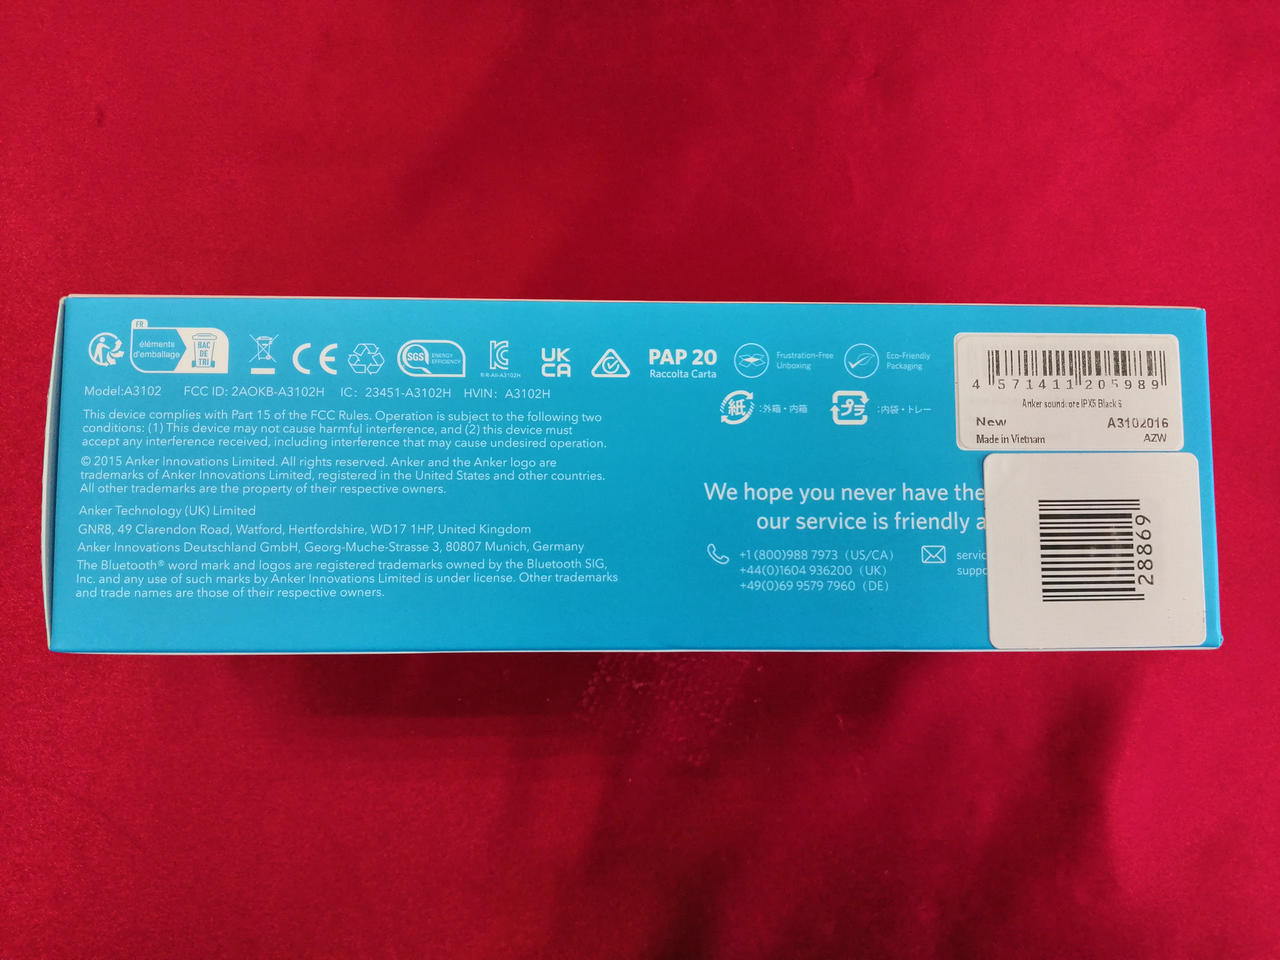 FR
éléments
d'emballage
BAC
DE
TRI
CE
SGS
ENERGY
EFFICIENCY
R-R-All-A3102H
UK
CA
PAP 20
Raccolta Carta
Frustration-Free
Unboxing
Eco-Friendly
Packaging
Model:A3102 FCC ID: 2AOKB-A3102H IC: 23451-A3102H HVIN: A3102H
紙 :外箱・内箱
プラ :内袋・トレー
This device complies with Part 15 of the FCC Rules. Operation is subject to the following two
conditions: (1) This device may not cause harmful interference, and (2) this device must
accept any interference received, including interference that may cause undesired operation.
© 2015 Anker Innovations Limited. All rights reserved. Anker and the Anker logo are
trademarks of Anker Innovations Limited, registered in the United States and other countries.
All other trademarks are the property of their respective owners.
Anker Technology (UK) Limited
GNR8, 49 Clarendon Road, Watford, Hertfordshire, WD17 1HP, United Kingdom
Anker Innovations Deutschland GmbH, Georg-Muche-Strasse 3, 80807 Munich, Germany
The Bluetooth® word mark and logos are registered trademarks owned by the Bluetooth SIG,
Inc. and any use of such marks by Anker Innovations Limited is under license. Other trademarks
and trade names are those of their respective owners.
We hope you never have the
our service is friendly a
+1 (800)988 7973 (US/CA)
+44(0)1604 936200 (UK)
+49(0)69 9579 7960 (DE)
servic
suppo
4 571411 205989
Anker soundcore IPX5 Black 6
New A3102016
Made in Vietnam AZW
28869